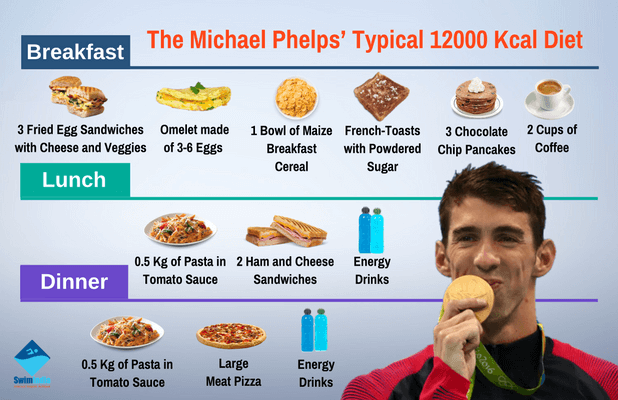 The Michael Phelps' Typical 12000 Kcal Diet
Breakfast
3 Fried Egg Sandwiches
with Cheese and Veggies
Omelet made
of 3-6 Eggs
1 Bowl of Maize
Breakfast
Cereal
French-Toasts
with Powdered
Sugar
3 Chocolate
Chip Pancakes
2 Cups of
Coffee
Lunch
0.5 Kg of Pasta in
Tomato Sauce
2 Ham and Cheese
Sandwiches
Energy
Drinks
Dinner
0.5 Kg of Pasta in
Tomato Sauce
Large
Meat Pizza
Energy
Drinks